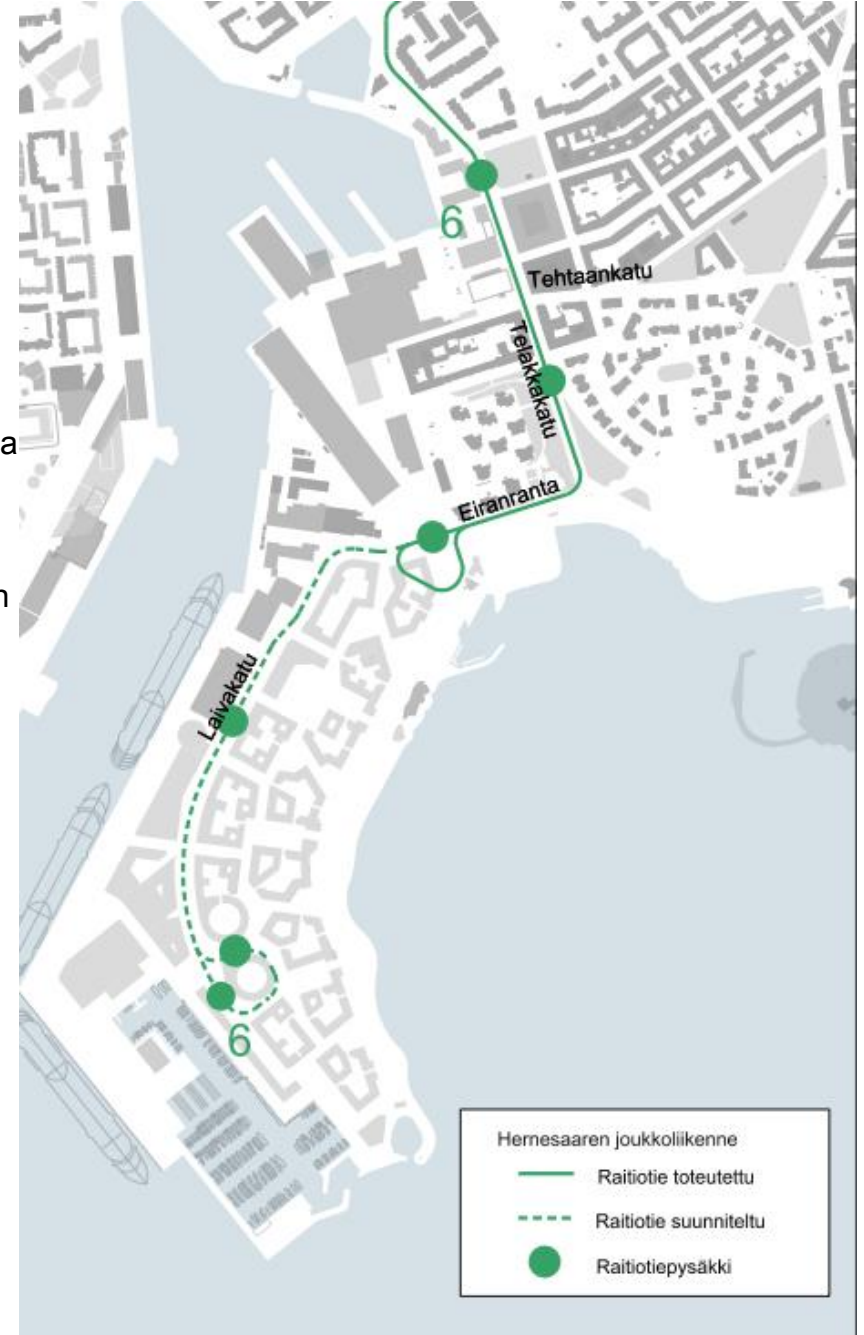 6
Tehtaankatu
Telakkakatu
a
Eiranranta
n
Laivakatu
6
Hernesaaren joukkoliikenne
Raitiotie toteutettu
Raitiotie suunniteltu
Raitiotiepysäkki